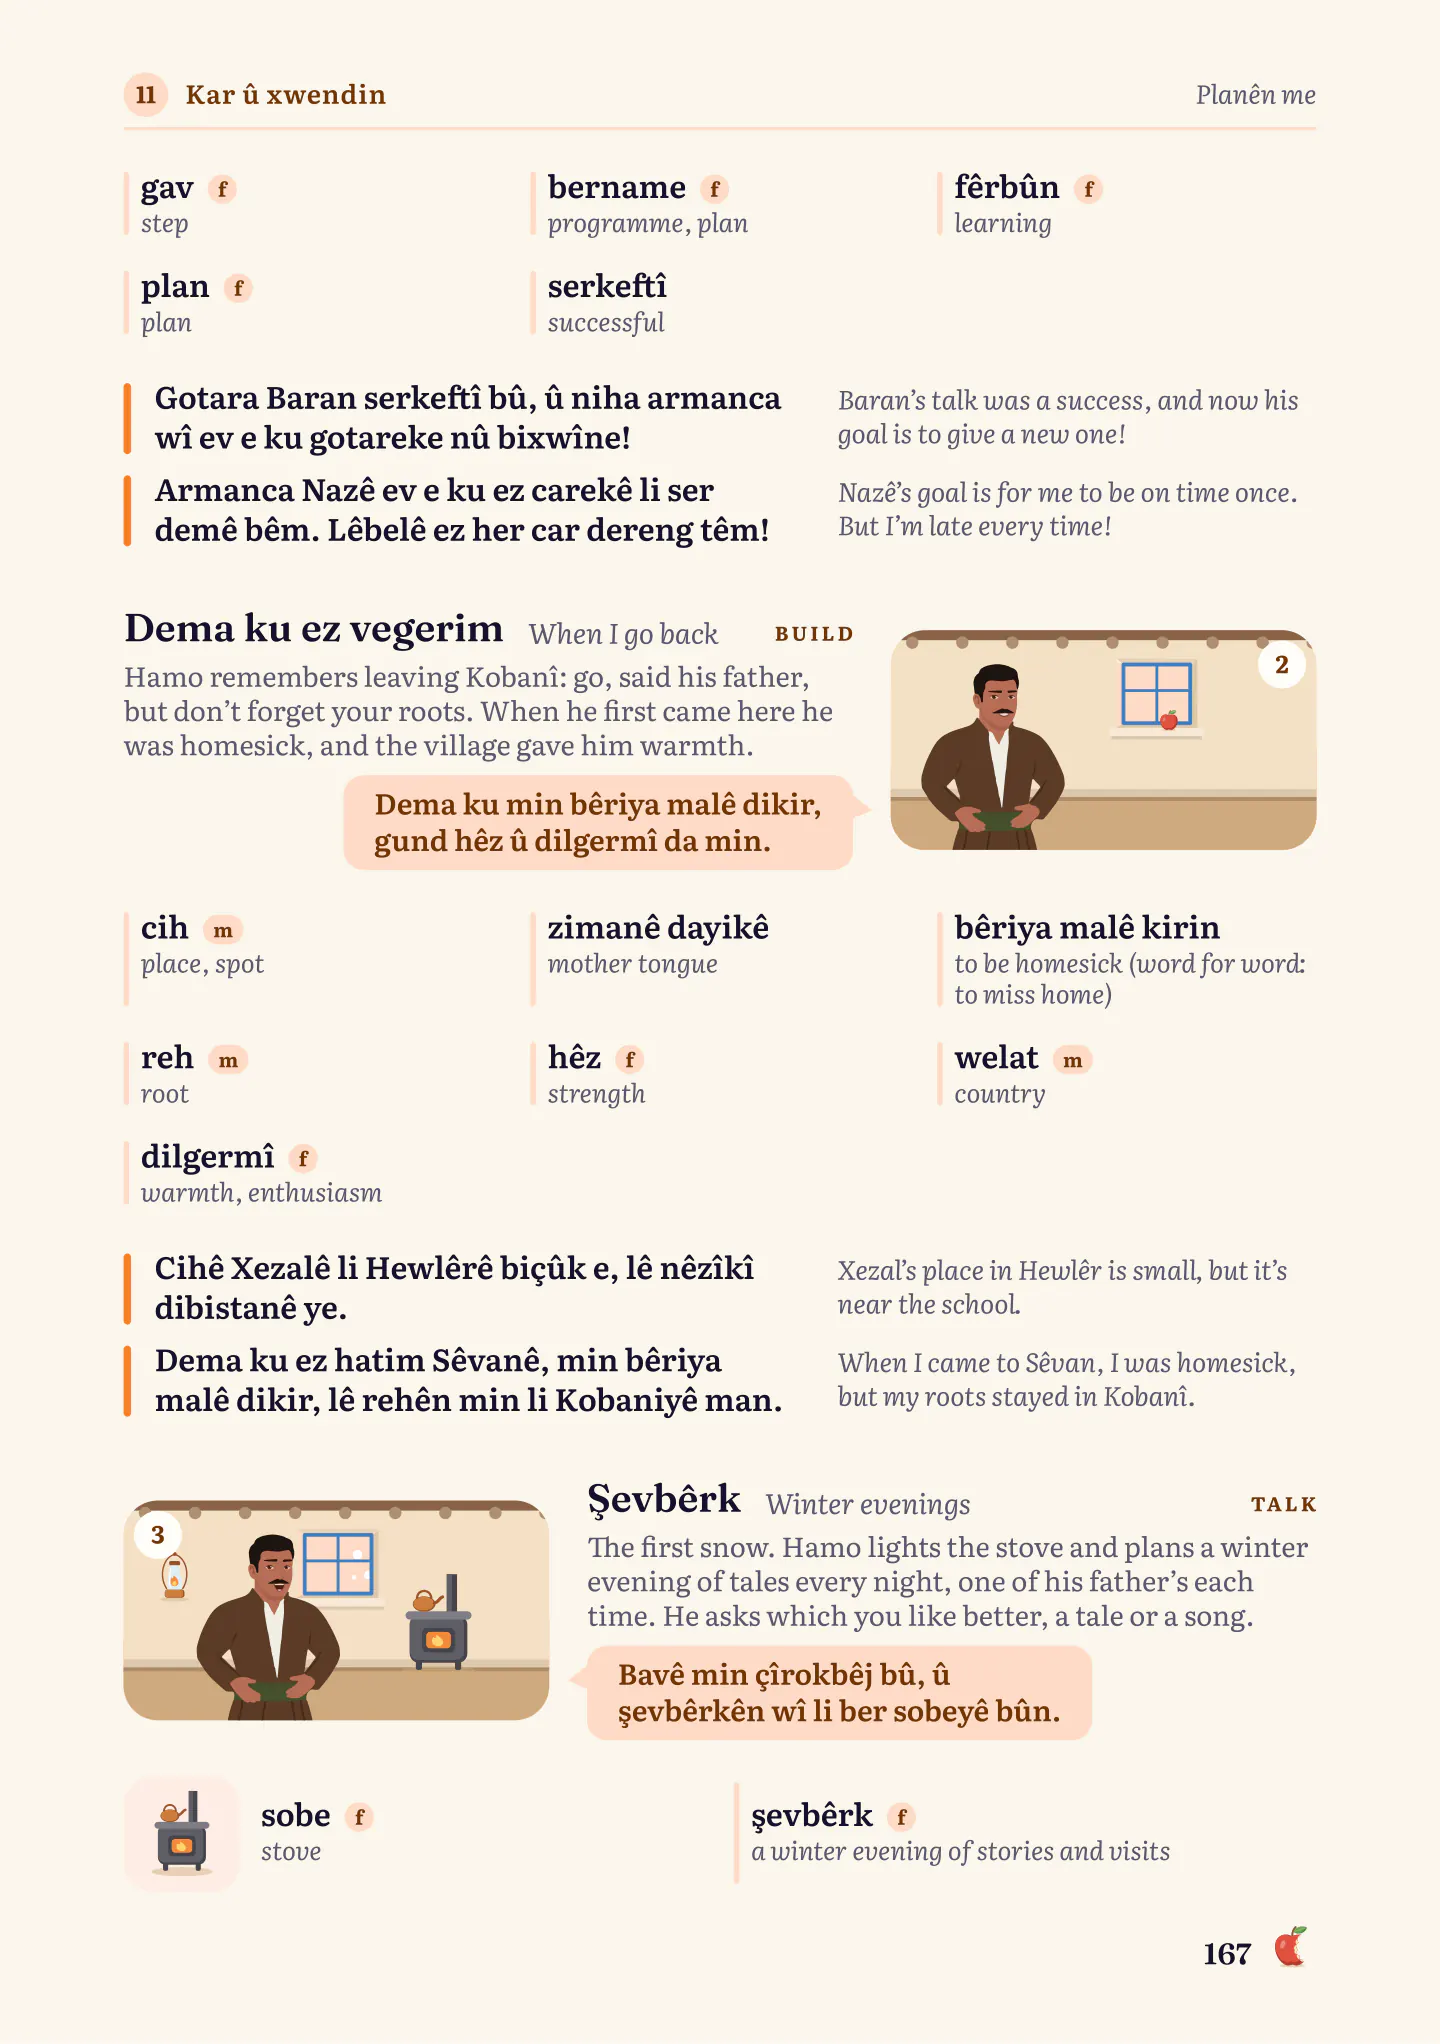 11 Kar û xwendin
Planên me
gav f
step
bername f
programme, plan
fêrbûn f
learning
plan f
plan
serkeftî
successful
Gotara Baran serkeftî bû, û niha armanca
wî ev e ku gotareke nû bixwîne!
Baran’s talk was a success, and now his
goal is to give a new one!
Armanca Nazê ev e ku ez carekê li ser
demê bêm. Lêbelê ez her car dereng têm!
Nazê’s goal is for me to be on time once.
But I’m late every time!
Dema ku ez vegerim When I go back BUILD
Hamo remembers leaving Kobanî: go, said his father,
but don’t forget your roots. When he first came here he
was homesick, and the village gave him warmth.
Dema ku min bêriya malê dikir,
gund hêz û dilgermî da min.
2
cih m
place, spot
zimanê dayikê
mother tongue
bêriya malê kirin
to be homesick (word for word:
to miss home)
reh m
root
hêz f
strength
welat m
country
dilgermî f
warmth, enthusiasm
Cihê Xezalê li Hewlêrê biçûk e, lê nêzîkî
dibistanê ye.
Xezal’s place in Hewlêr is small, but it’s
near the school.
Dema ku ez hatim Sêvanê, min bêriya
malê dikir, lê rehên min li Kobaniyê man.
When I came to Sêvan, I was homesick,
but my roots stayed in Kobanî.
3
Şevbêrk Winter evenings TALK
The first snow. Hamo lights the stove and plans a winter
evening of tales every night, one of his father’s each
time. He asks which you like better, a tale or a song.
Bavê min çîrokbêj bû, û
şevbêrkên wî li ber sobeyê bûn.
sobe f
stove
şevbêrk f
a winter evening of stories and visits
167